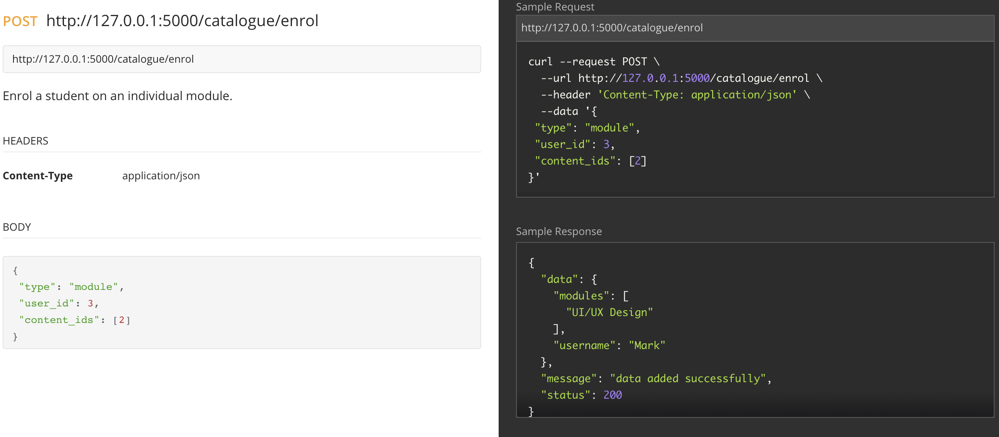 POST http://127.0.0.1:5000/catalogue/enrol
http://127.0.0.1:5000/catalogue/enrol
Enrol a student on an individual module.
HEADERS
Content-Type application/json
BODY
{
 "type": "module",
 "user_id": 3,
 "content_ids": [2]
}
Sample Request
http://127.0.0.1:5000/catalogue/enrol
curl --request POST \
  --url http://127.0.0.1:5000/catalogue/enrol \
  --header 'Content-Type: application/json' \
  --data '{
 "type": "module",
 "user_id": 3,
 "content_ids": [2]
}'
Sample Response
{
  "data": {
    "modules": [
      "UI/UX Design"
    ],
    "username": "Mark"
  },
  "message": "data added successfully",
  "status": 200
}